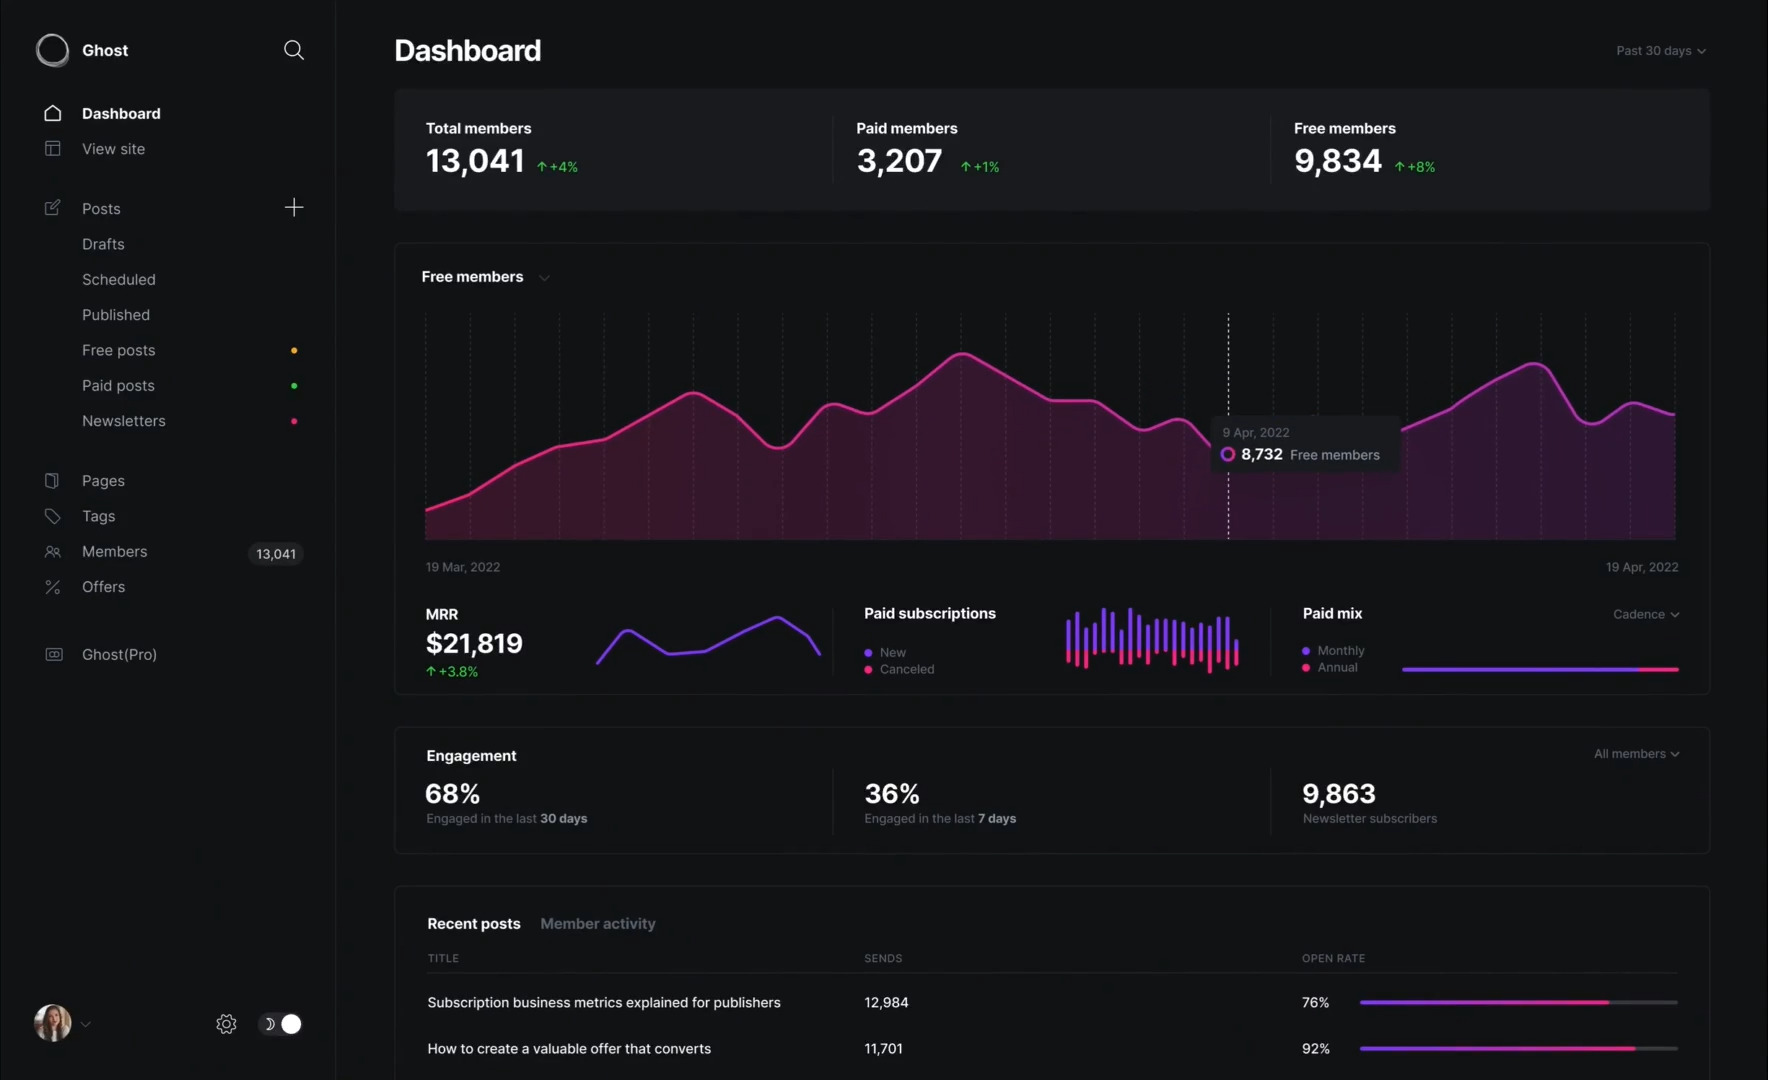 Ghost
Dashboard
View site
Posts
Drafts
Scheduled
Published
Free posts
Paid posts
Newsletters
Pages
Tags
Members 13,041
Offers
Ghost(Pro)
Dashboard
Past 30 days
Total members
13,041 ↑ +4%
Paid members
3,207 ↑ +1%
Free members
9,834 ↑ +8%
Free members
9 Apr, 2022
8,732 Free members
19 Mar, 2022
19 Apr, 2022
MRR
$21,819
↑ +3.8%
Paid subscriptions
New
Canceled
Paid mix
Cadence
Monthly
Annual
Engagement
All members
68%
Engaged in the last 30 days
36%
Engaged in the last 7 days
9,863
Newsletter subscribers
Recent posts Member activity
TITLE SENDS OPEN RATE
Subscription business metrics explained for publishers 12,984 76%
How to create a valuable offer that converts 11,701 92%